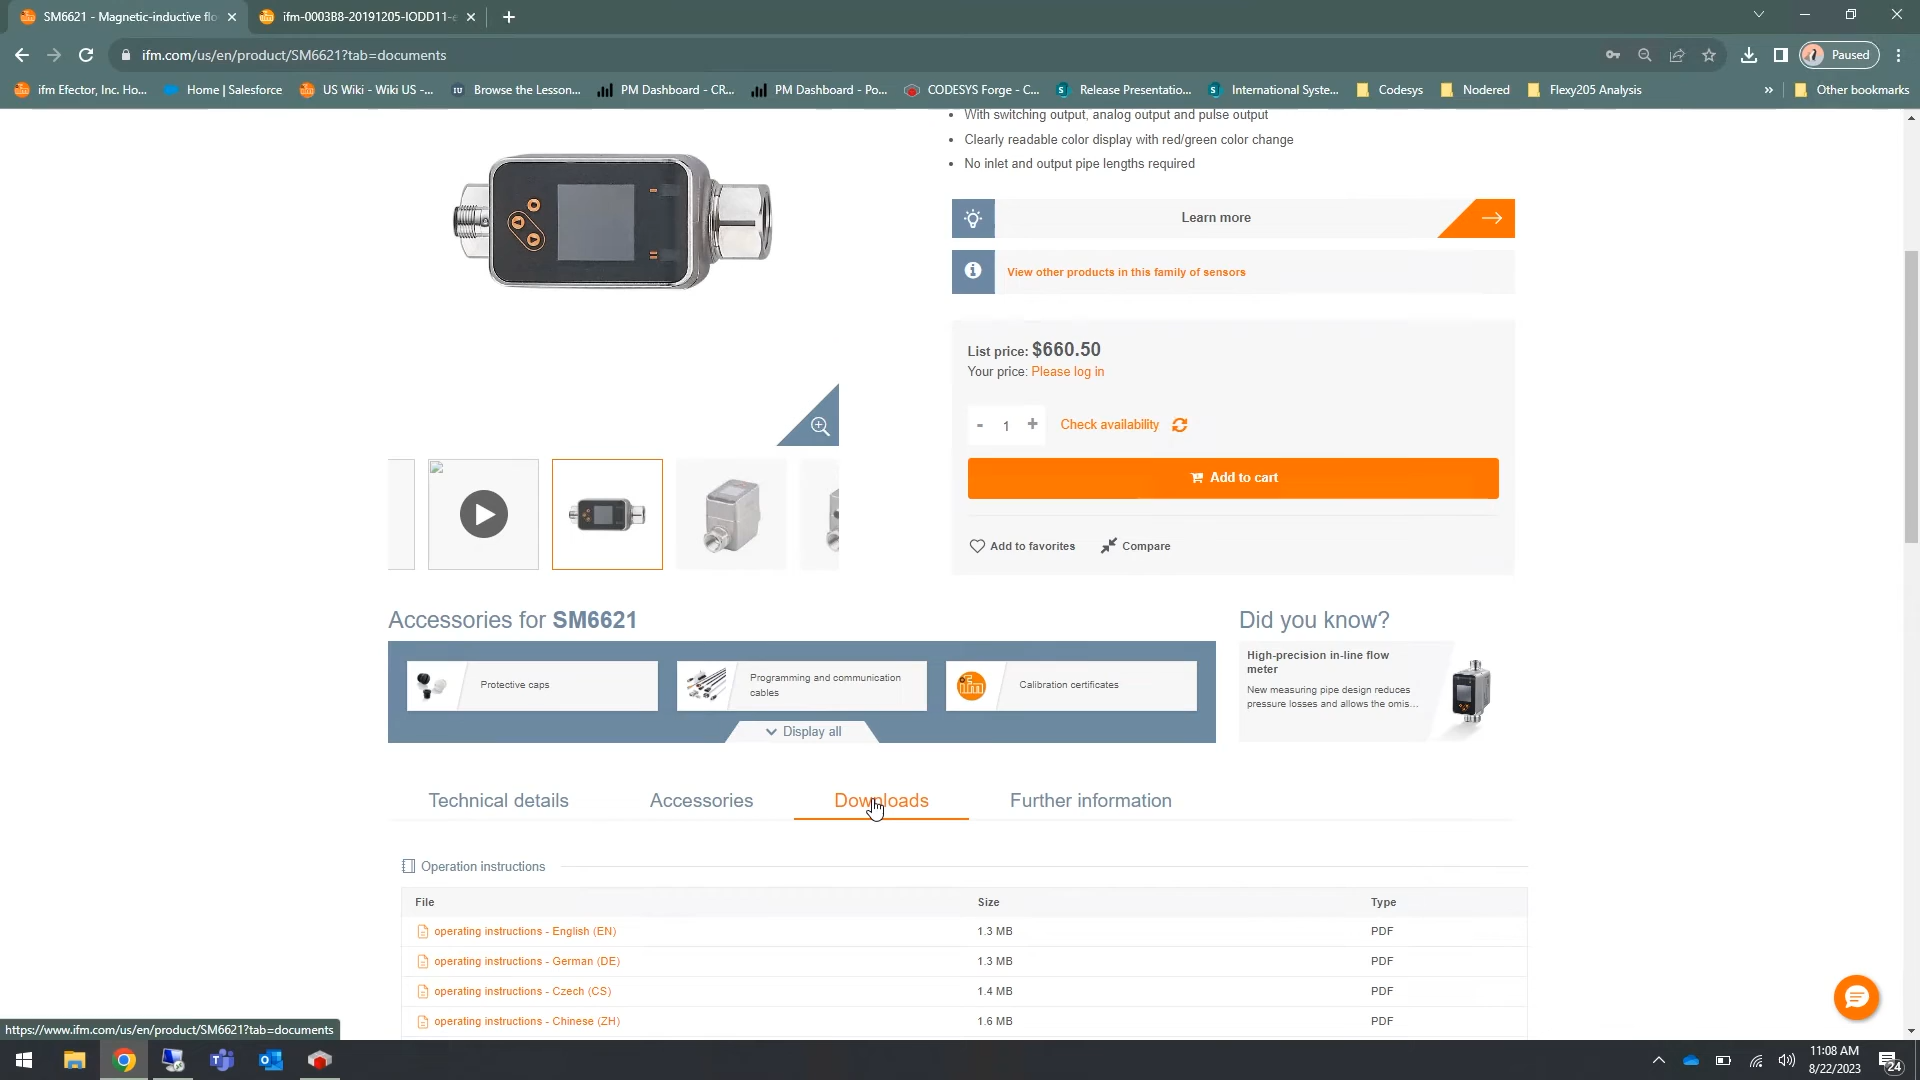 SM6621 - Magnetic-inductive flo
ifm-0003B8-20191205-IODD11-e
ifm.com/us/en/product/SM6621?tab=documents
Paused
ifm Efector, Inc. Ho...
Home | Salesforce
US Wiki - Wiki US -...
IU
Browse the Lesson...
PM Dashboard - CR...
PM Dashboard - Po...
CODESYS Forge - C...
Release Presentatio...
International Syste...
Codesys
Nodered
Flexy205 Analysis
»
Other bookmarks
With switching output, analog output and pulse output
Clearly readable color display with red/green color change
No inlet and output pipe lengths required
Learn more
View other products in this family of sensors
List price: $660.50
Your price: Please log in
- 1 +
Check availability
Add to cart
Add to favorites
Compare
Accessories for SM6621
Did you know?
Protective caps
Programming and communication
cables
ifm
Calibration certificates
Display all
High-precision in-line flow
meter
New measuring pipe design reduces
pressure losses and allows the omis...
Technical details
Accessories
Downloads
Further information
Operation instructions
File Size Type
operating instructions - English (EN) 1.3 MB PDF
operating instructions - German (DE) 1.3 MB PDF
operating instructions - Czech (CS) 1.4 MB PDF
operating instructions - Chinese (ZH) 1.6 MB PDF
https://www.ifm.com/us/en/product/SM6621?tab=documents
11:08 AM
8/22/2023
24